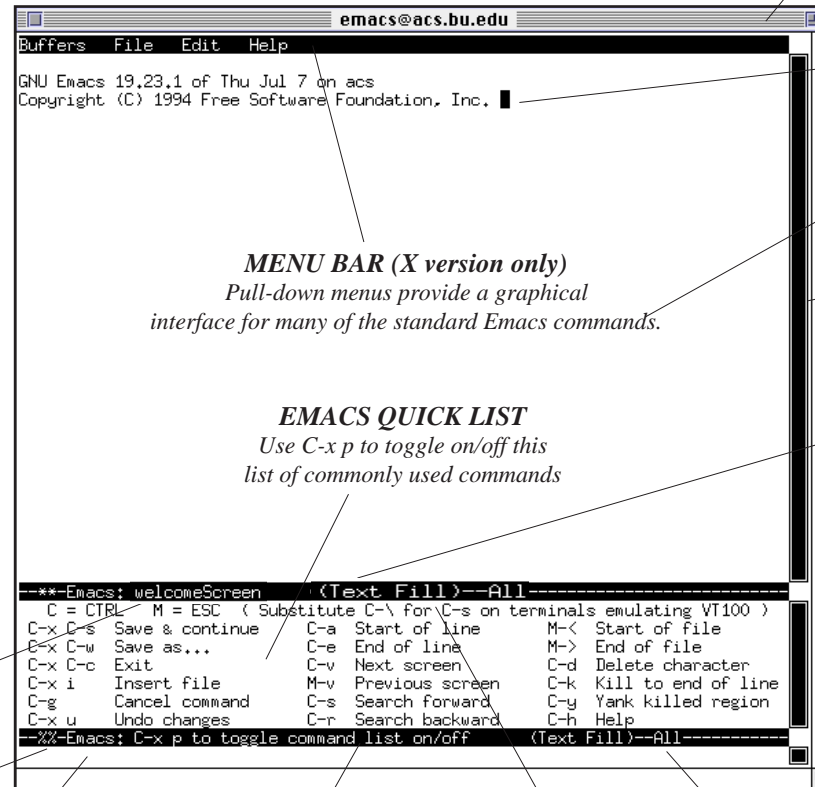 emacs@acs.bu.edu
Buffers File Edit Help
GNU Emacs 19.23.1 of Thu Jul 7 on acs
Copyright (C) 1994 Free Software Foundation, Inc.
MENU BAR (X version only)
Pull-down menus provide a graphical
interface for many of the standard Emacs commands.
EMACS QUICK LIST
Use C-x p to toggle on/off this
list of commonly used commands
--**-Emacs: welcomeScreen (Text Fill)--All---------------------------
C = CTRL M = ESC ( Substitute C-\ for C-s on terminals emulating VT100 )
C-x C-s Save & continue C-a Start of line M-< Start of file
C-x C-w Save as... C-e End of line M-> End of file
C-x C-c Exit C-v Next screen C-d Delete character
C-x i Insert file M-v Previous screen C-k Kill to end of line
C-g Cancel command C-s Search forward C-y Yank killed region
C-x u Undo changes C-r Search backward C-h Help
--%%-Emacs: C-x p to toggle command list on/off (Text Fill)--All-----------